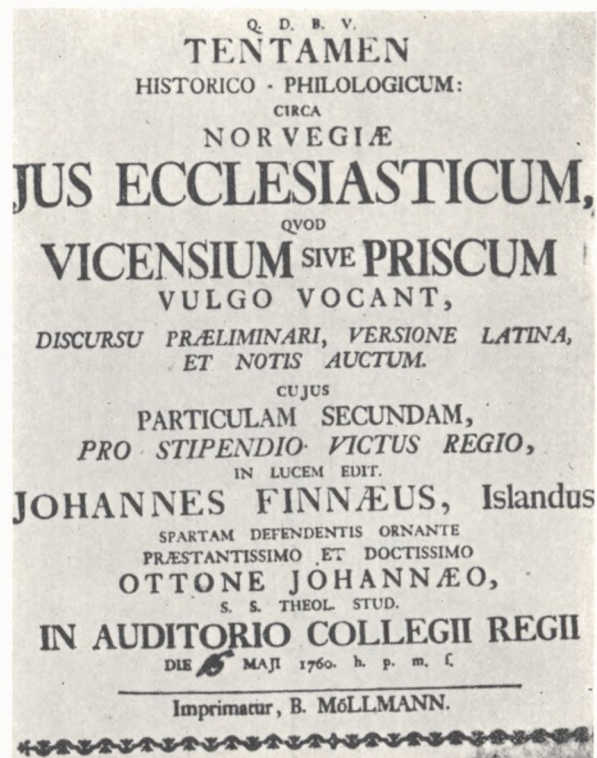 Q. D. B. V.
TENTAMEN
HISTORICO - PHILOLOGICUM:
CIRCA
NORVEGIÆ
JUS ECCLESIASTICUM,
QVOD
VICENSIUM SIVE PRISCUM
VULGO VOCANT,
DISCURSU PRÆLIMINARI, VERSIONE LATINA,
ET NOTIS AUCTUM.
CUJUS
PARTICULAM SECUNDAM,
PRO STIPENDIO VICTUS REGIO,
IN LUCEM EDIT.
JOHANNES FINNÆUS, Islandus
SPARTAM DEFENDENTIS ORNANTE
PRÆSTANTISSIMO ET DOCTISSIMO
OTTONE JOHANNÆO,
S. S. THEOL. STUD.
IN AUDITORIO COLLEGII REGII
DIE MAJI 1760. h. p. m. ſ.
Imprimatur, B. MöLLMANN.